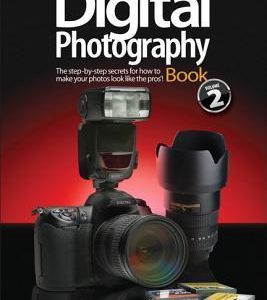 Digital
Photography
Book
The step-by-step secrets for how to
make your photos look like the pros'!
VOLUME
2